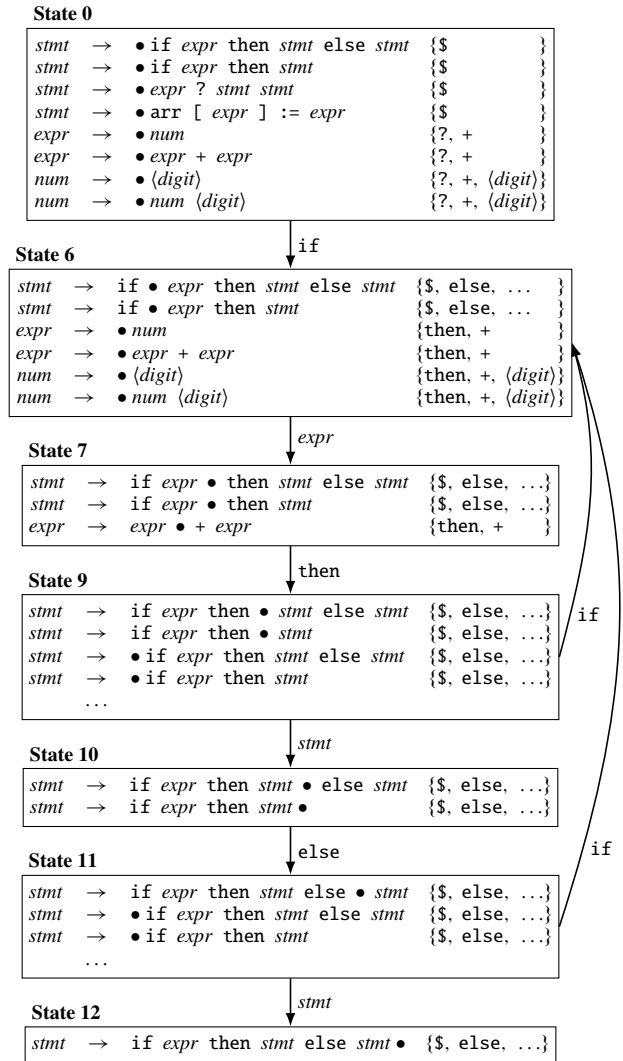 State 0
stmt → • if expr then stmt else stmt {$ }
stmt → • if expr then stmt {$ }
stmt → • expr ? stmt stmt {$ }
stmt → • arr [ expr ] := expr {$ }
expr → • num {?, + }
expr → • expr + expr {?, + }
num → • ⟨digit⟩ {?, +, ⟨digit⟩}
num → • num ⟨digit⟩ {?, +, ⟨digit⟩}
if
State 6
stmt → if • expr then stmt else stmt {$, else, ... }
stmt → if • expr then stmt {$, else, ... }
expr → • num {then, + }
expr → • expr + expr {then, + }
num → • ⟨digit⟩ {then, +, ⟨digit⟩}
num → • num ⟨digit⟩ {then, +, ⟨digit⟩}
expr
State 7
stmt → if expr • then stmt else stmt {$, else, ...}
stmt → if expr • then stmt {$, else, ...}
expr → expr • + expr {then, + }
then
State 9
stmt → if expr then • stmt else stmt {$, else, ...}
stmt → if expr then • stmt {$, else, ...}
stmt → • if expr then stmt else stmt {$, else, ...}
stmt → • if expr then stmt {$, else, ...}
...
if
stmt
State 10
stmt → if expr then stmt • else stmt {$, else, ...}
stmt → if expr then stmt • {$, else, ...}
else
if
State 11
stmt → if expr then stmt else • stmt {$, else, ...}
stmt → • if expr then stmt else stmt {$, else, ...}
stmt → • if expr then stmt {$, else, ...}
...
stmt
State 12
stmt → if expr then stmt else stmt • {$, else, ...}